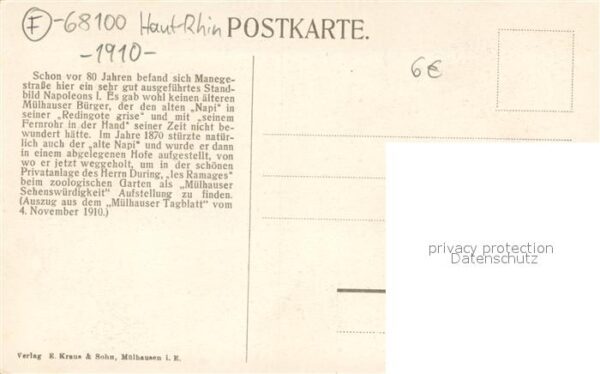 F -68100 Haut-Rhin POSTKARTE.
-1910-
6€
Schon vor 80 Jahren befand sich Manege-
straße hier ein sehr gut ausgeführtes Stand-
bild Napoleons I. Es gab wohl keinen älteren
Mülhauser Bürger, der den alten „Napi" in
seiner „Redingote grise" und mit „seinem
Fernrohr in der Hand" seiner Zeit nicht be-
wundert hätte. Im Jahre 1870 stürzte natür-
lich auch der „alte Napi" und wurde er dann
in einem abgelegenen Hofe aufgestellt, von
wo er jetzt weggeholt, um in der schönen
Privatanlage des Herrn During, „les Ramages"
beim zoologischen Garten als „Mülhauser
Sehenswürdigkeit" Aufstellung zu finden.
(Auszug aus dem „Mülhauser Tagblatt" vom
4. November 1910.)
privacy protection
Datenschutz
Verlag E. Kraus & Sohn, Mülhausen i. E.